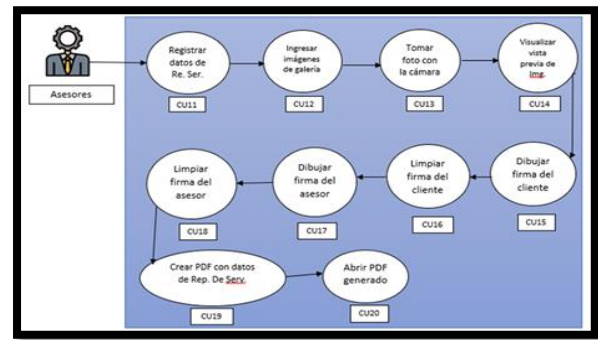 Asesores
Registrar
datos de
Re. Ser.
CU11
Ingresar
imágenes
de galería
CU12
Tomar
foto con
la cámara
CU13
Visualizar
vista
previa de
Img.
CU14
Dibujar
firma del
cliente
CU15
Limpiar
firma del
cliente
CU16
Dibujar
firma del
asesor
CU17
Limpiar
firma del
asesor
CU18
Crear PDF con datos
de Rep. De Serv.
CU19
Abrir PDF
generado
CU20